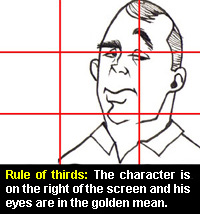 Rule of thirds: The character is
on the right of the screen and his
eyes are in the golden mean.